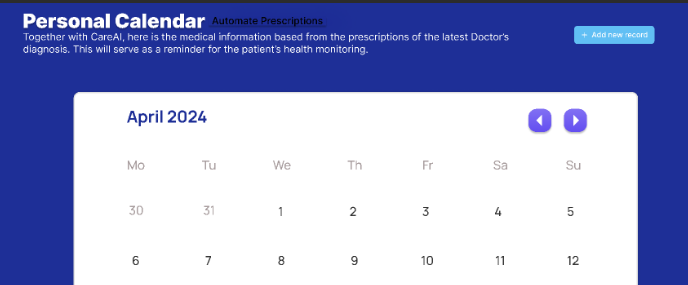 Personal Calendar Automate Prescriptions
Together with CareAI, here is the medical information based from the prescriptions of the latest Doctor's
diagnosis. This will serve as a reminder for the patient's health monitoring.
+ Add new record
April 2024
Mo Tu We Th Fr Sa Su
30 31 1 2 3 4 5
6 7 8 9 10 11 12